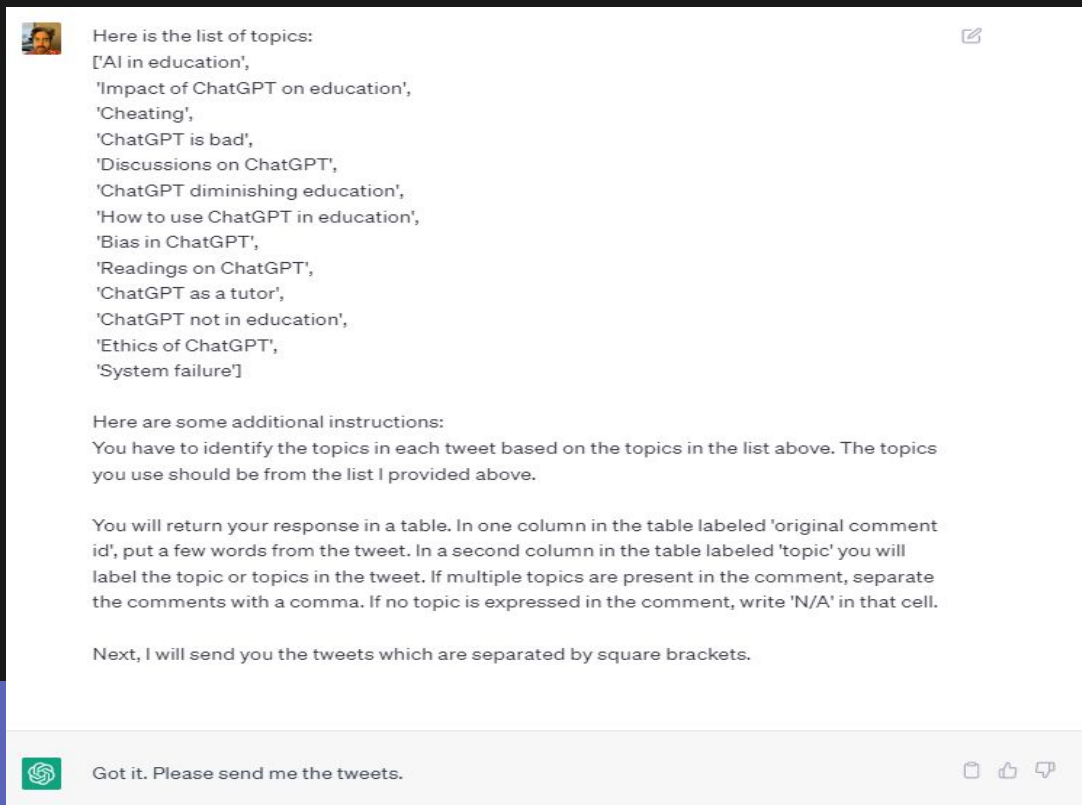 Here is the list of topics:
['AI in education',
'Impact of ChatGPT on education',
'Cheating',
'ChatGPT is bad',
'Discussions on ChatGPT',
'ChatGPT diminishing education',
'How to use ChatGPT in education',
'Bias in ChatGPT',
'Readings on ChatGPT',
'ChatGPT as a tutor',
'ChatGPT not in education',
'Ethics of ChatGPT',
'System failure']
Here are some additional instructions:
You have to identify the topics in each tweet based on the topics in the list above. The topics
you use should be from the list I provided above.
You will return your response in a table. In one column in the table labeled 'original comment
id', put a few words from the tweet. In a second column in the table labeled 'topic' you will
label the topic or topics in the tweet. If multiple topics are present in the comment, separate
the comments with a comma. If no topic is expressed in the comment, write 'N/A' in that cell.
Next, I will send you the tweets which are separated by square brackets.
Got it. Please send me the tweets.